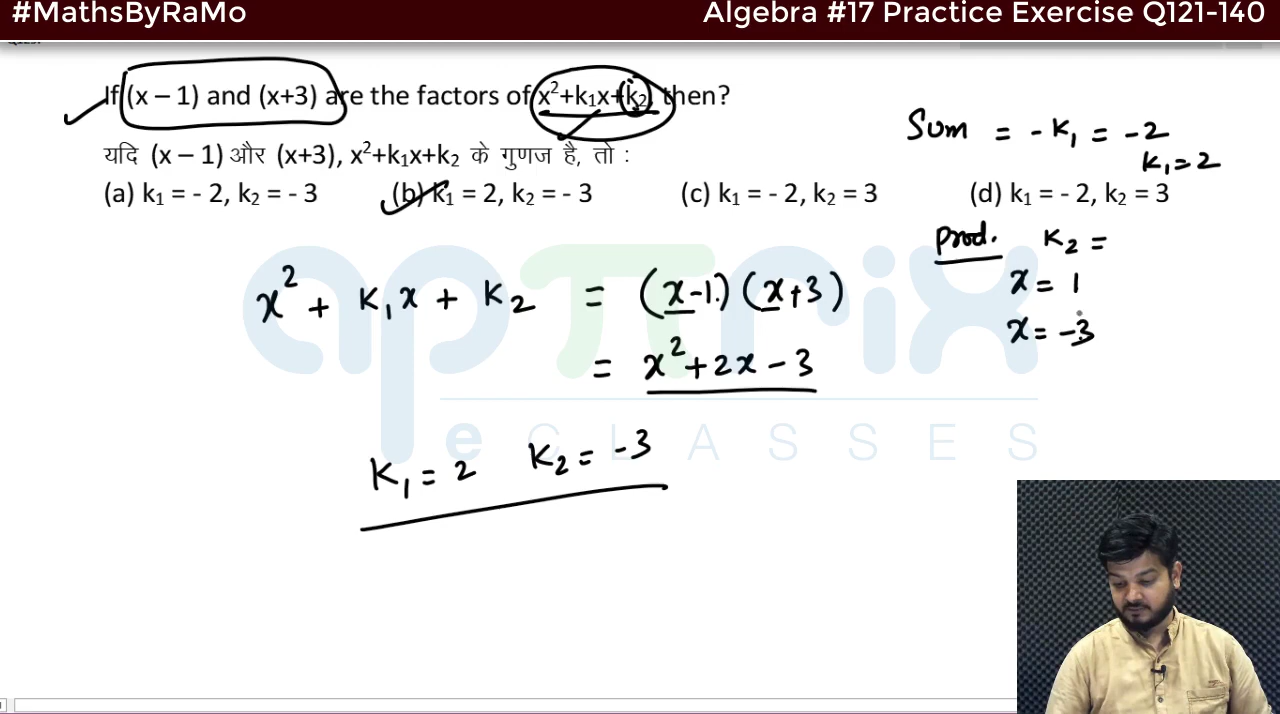 #MathsByRaMo
Algebra #17 Practice Exercise Q121-140
If (x – 1) and (x+3) are the factors of x²+k₁x+k₂, then?
यदि (x – 1) और (x+3), x²+k₁x+k₂ के गुणज है, तो :
(a) k₁ = - 2, k₂ = - 3 (b) k₁ = 2, k₂ = - 3 (c) k₁ = - 2, k₂ = 3 (d) k₁ = - 2, k₂ = 3
Sum = -K₁ = -2
K₁ = 2
Prod. K₂ =
x = 1
x = -3
x² + K₁x + K₂ = (x-1) (x+3)
= x² + 2x - 3
K₁ = 2 K₂ = -3
apttrix
eCLASSES